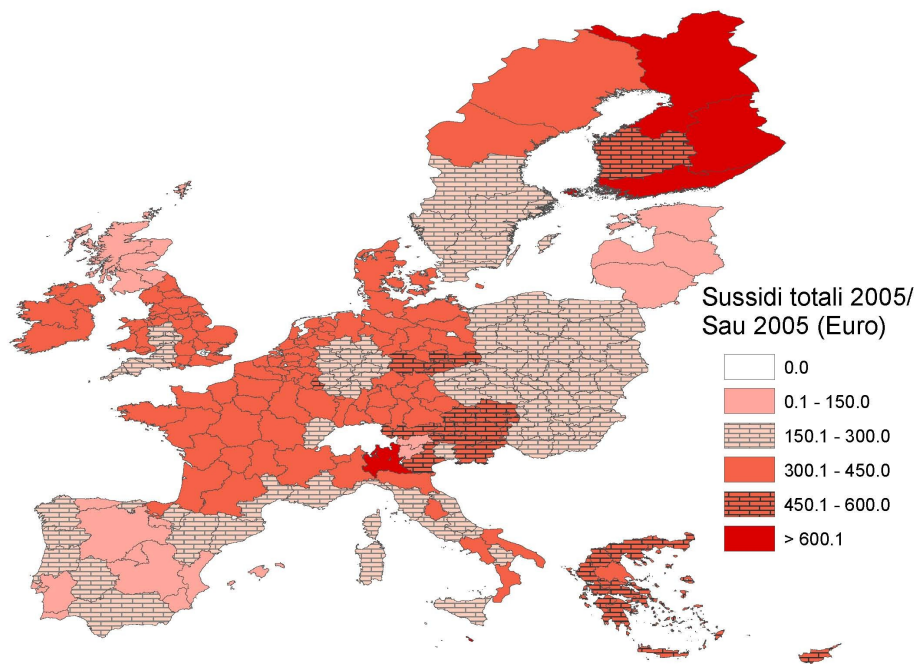 Sussidi totali 2005/
Sau 2005 (Euro)
0.0
0.1 - 150.0
150.1 - 300.0
300.1 - 450.0
450.1 - 600.0
> 600.1